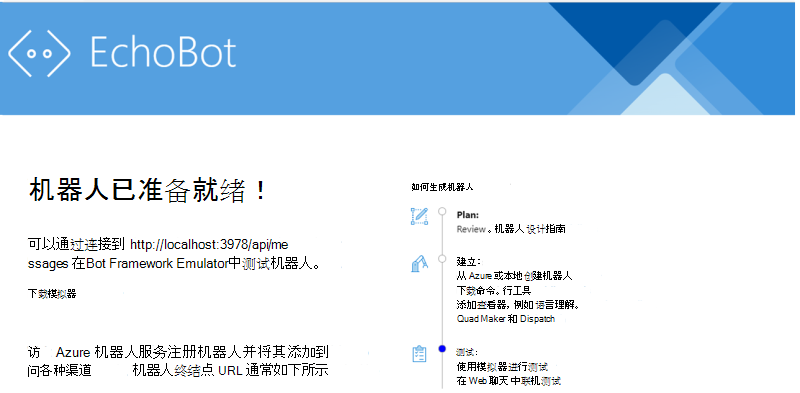 EchoBot
机器人已准备就绪！
可以通过连接到 http://localhost:3978/api/me
ssages 在Bot Framework Emulator中测试机器人。
下载模拟器
访 Azure 机器人服务注册机器人并将其添加到
问各种渠道 机器人终结点 URL 通常如下所示
如何生成机器人
Plan:
Review 。机器人设计指南
建立：
从 Azure 或本地创建机器人
下载命令。行工具
添加查看器，例如 语言理解。
Quad Maker 和 Dispatch
测试：
使用模拟器进行测试
在 Web 聊天 中联机测试